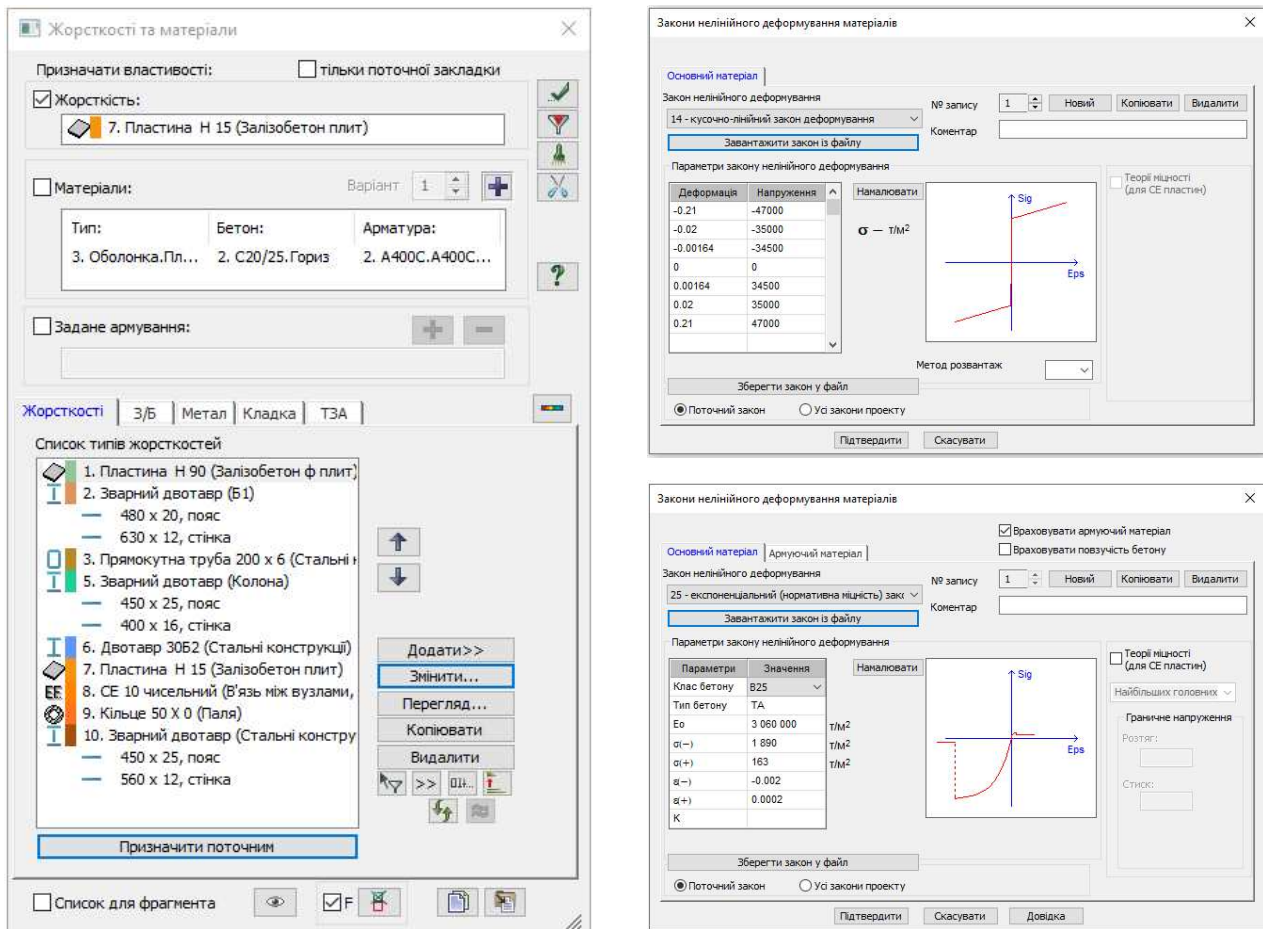 Жорсткості та матеріали
Призначати властивості: тільки поточної закладки
Жорсткість:
7. Пластина Н 15 (Залізобетон плит)
Матеріали: Варіант 1
Тип: Бетон: Арматура:
3. Оболонка.Пл... 2. С20/25.Гориз 2. А400С.А400С...
Задане армування:
Жорсткості З/Б Метал Кладка ТЗА
Список типів жорсткостей
1. Пластина Н 90 (Залізобетон ф плит)
2. Зварний двотавр (Б1)
480 x 20, пояс
630 x 12, стінка
3. Прямокутна труба 200 x 6 (Стальні
5. Зварний двотавр (Колона)
450 x 25, пояс
400 x 16, стінка
6. Двотавр 30Б2 (Стальні конструкції)
7. Пластина Н 15 (Залізобетон плит)
8. СЕ 10 чисельний (В'язь між вузлами,
9. Кільце 50 X 0 (Паля)
10. Зварний двотавр (Стальні констру
450 x 25, пояс
560 x 12, стінка
Додати>>
Змінити...
Перегляд...
Копіювати
Видалити
>>
Призначити поточним
Список для фрагмента F
Закони нелінійного деформування матеріалів
Основний матеріал
Закон нелінійного деформування
№ запису 1 Новий Копіювати Видалити
14 - кусочно-лінійний закон деформування
Коментар
Завантажити закон із файлу
Параметри закону нелінійного деформування
Теорії міцності
(для СЕ пластин)
Деформація Напруження Намалювати
-0.21 -47000
-0.02 -35000
σ – т/м²
-0.00164 -34500
0 0
0.00164 34500
0.02 35000
0.21 47000
Sig
Eps
Метод розвантаж
Зберегти закон у файл
Поточний закон Усі закони проекту
Підтвердити Скасувати
Закони нелінійного деформування матеріалів
Враховувати армуючий матеріал
Враховувати повзучість бетону
Основний матеріал Армуючий матеріал
Закон нелінійного деформування
№ запису 1 Новий Копіювати Видалити
25 - експоненціальний (нормативна міцність) зако
Коментар
Завантажити закон із файлу
Параметри закону нелінійного деформування
Теорії міцності
(для СЕ пластин)
Параметри Значення Намалювати
Клас бетону В25
Тип бетону ТА
Eo 3 060 000 т/м²
σ(−) 1 890 т/м²
σ(+) 163 т/м²
ε(−) -0.002
ε(+) 0.0002
К
Sig
Eps
Найбільших головних
Граничне напруження
Розтяг:
Стиск:
Зберегти закон у файл
Поточний закон Усі закони проекту
Підтвердити Скасувати Довідка